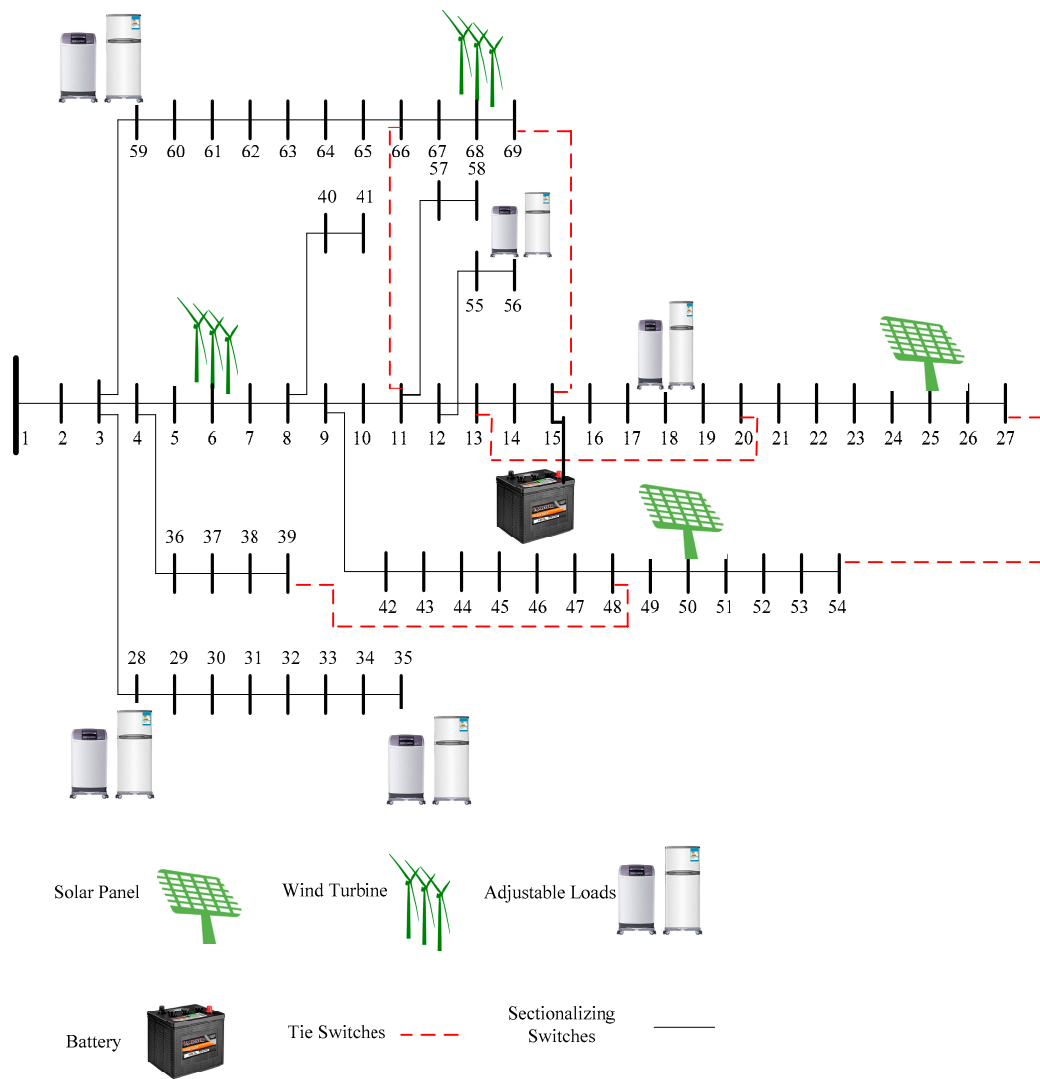 59 60 61 62 63 64 65 66 67 68 69
57 58
40 41
55 56
1 2 3 4 5 6 7 8 9 10 11 12 13 14 15 16 17 18 19 20 21 22 23 24 25 26 27
36 37 38 39
42 43 44 45 46 47 48 49 50 51 52 53 54
28 29 30 31 32 33 34 35
Solar Panel Wind Turbine Adjustable Loads
Battery Tie Switches Sectionalizing
Switches